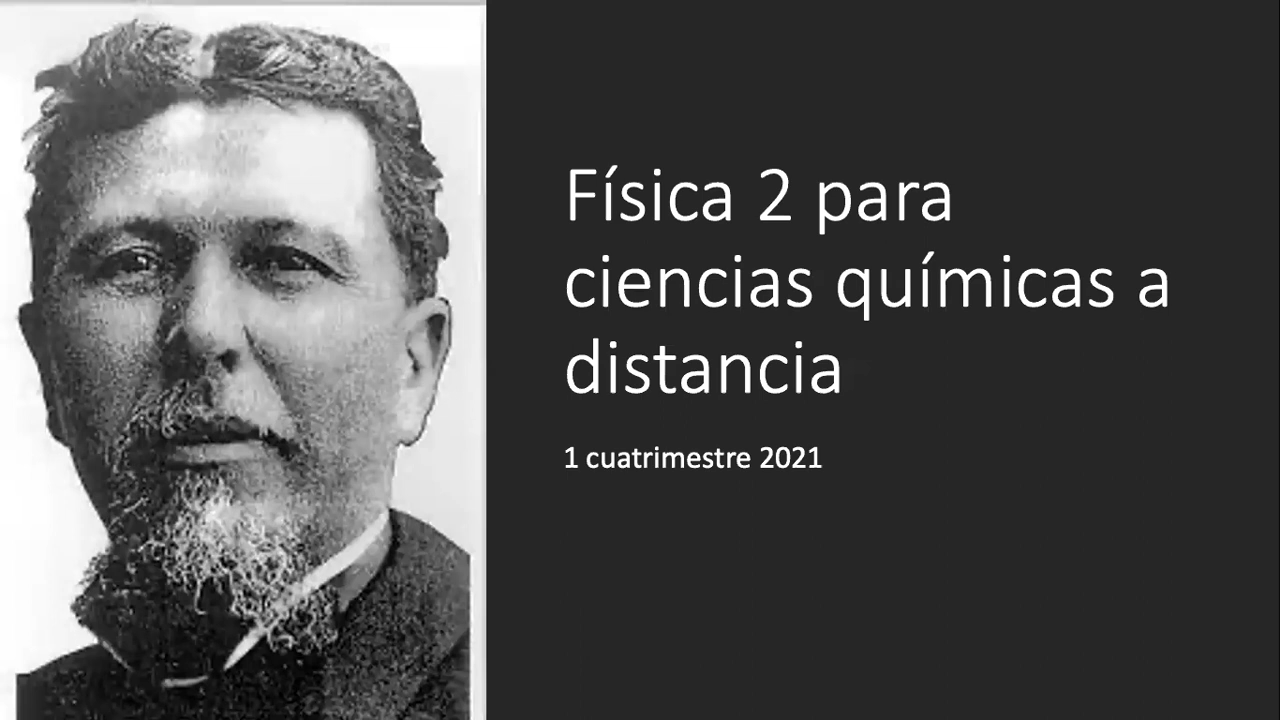 Física 2 para
ciencias químicas a
distancia
1 cuatrimestre 2021